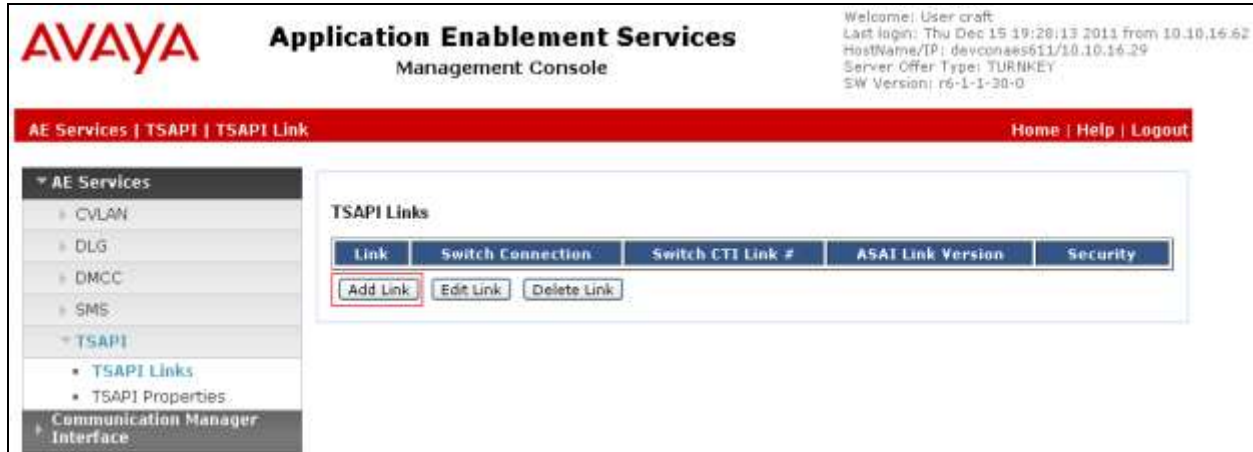 AVAYA
Application Enablement Services
Management Console
Welcome: User craft
Last login: Thu Dec 15 19:28:13 2011 from 10.10.16.62
HostName/IP: devconaes611/10.10.16.29
Server Offer Type: TURNKEY
SW Version: r6-1-1-30-0
AE Services | TSAPI | TSAPI Link
Home | Help | Logout
AE Services
CVLAN
DLG
DMCC
SMS
TSAPI
TSAPI Links
TSAPI Properties
Communication Manager
Interface
TSAPI Links
Link Switch Connection Switch CTI Link # ASAI Link Version Security
Add Link Edit Link Delete Link